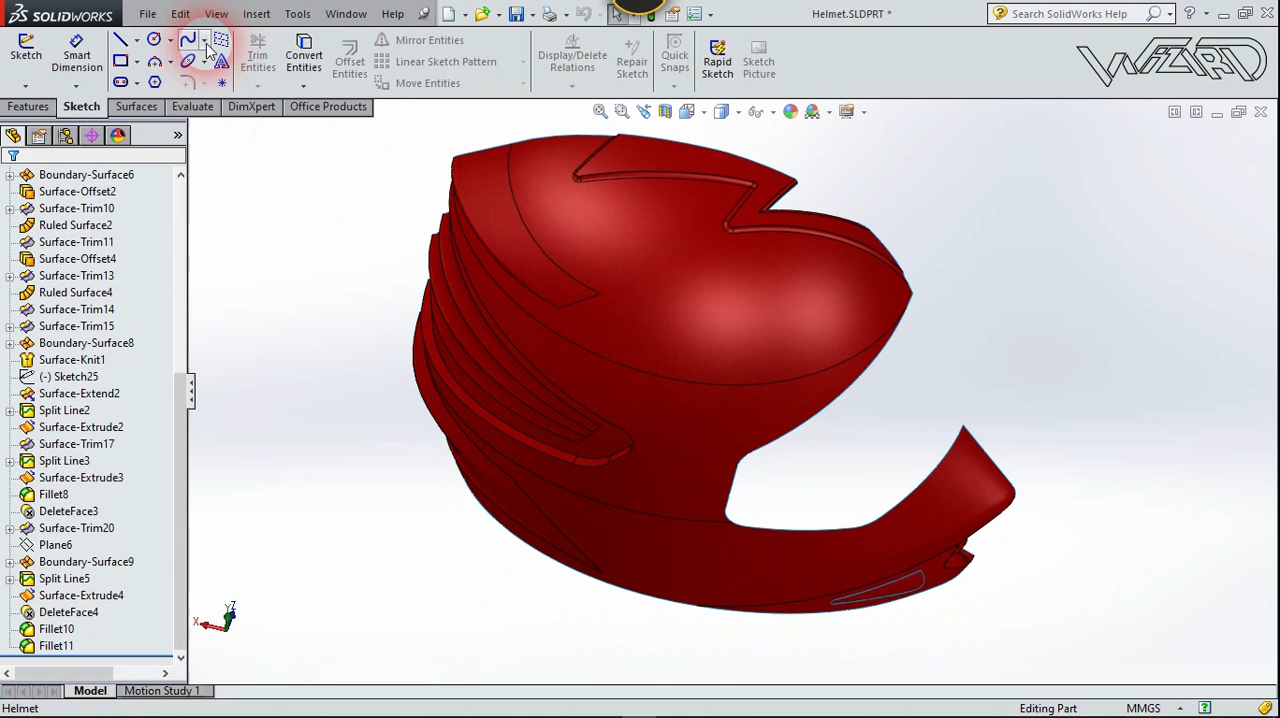 SOLIDWORKS File Edit View Insert Tools Window Help Helmet.SLDPRT * Search SolidWorks Help
Sketch Smart Dimension Trim Entities Convert Entities Offset Entities Mirror Entities Linear Sketch Pattern Move Entities Display/Delete Relations Repair Sketch Quick Snaps Rapid Sketch Sketch Picture WIZARD
Features Sketch Surfaces Evaluate DimXpert Office Products
Boundary-Surface6
Surface-Offset2
Surface-Trim10
Ruled Surface2
Surface-Trim11
Surface-Offset4
Surface-Trim13
Ruled Surface4
Surface-Trim14
Surface-Trim15
Boundary-Surface8
Surface-Knit1
(-) Sketch25
Surface-Extend2
Split Line2
Surface-Extrude2
Surface-Trim17
Split Line3
Surface-Extrude3
Fillet8
DeleteFace3
Surface-Trim20
Plane6
Boundary-Surface9
Split Line5
Surface-Extrude4
DeleteFace4
Fillet10
Fillet11
X Y Z
Model Motion Study 1
Helmet Editing Part MMGS